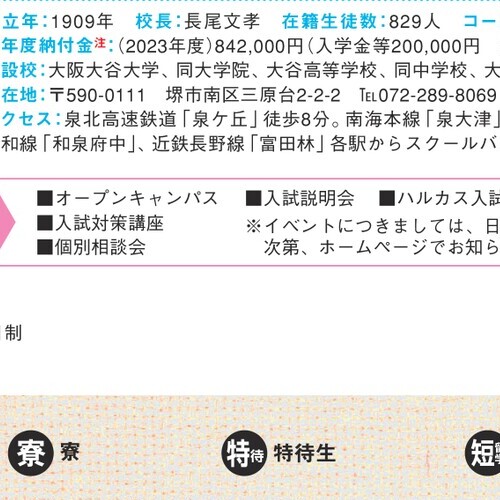 立年：1909年　校長：長尾文孝　在籍生徒数：829人　コー
年度納付金注：（2023年度）842,000円（入学金等200,000円
設校：大阪大谷大学、同大学院、大谷高等学校、同中学校、大
在地：〒590-0111　堺市南区三原台2-2-2　℡072-289-8069
クセス：泉北高速鉄道「泉ケ丘」徒歩8分。南海本線「泉大津」
和線「和泉府中」、近鉄長野線「富田林」各駅からスクールバ
■オープンキャンパス　■入試説明会　■ハルカス入試
■入試対策講座　※イベントにつきましては、日
■個別相談会　次第、ホームページでお知ら
制
寮 寮　特待 特待生　短